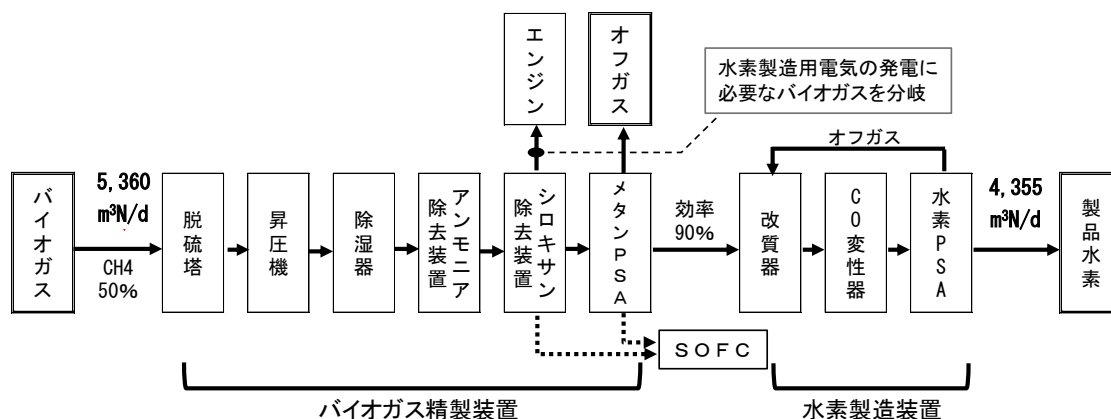 エンジン
オフガス
水素製造用電気の発電に
必要なバイオガスを分岐
オフガス
バイオガス
5,360
m³N/d
CH4
50%
脱硫塔
昇圧機
除湿器
アンモニア
除去装置
シロキサン
除去装置
メタンPSA
効率
90%
改質器
CO変性器
水素PSA
4,355
m³N/d
製品水素
SOFC
バイオガス精製装置
水素製造装置